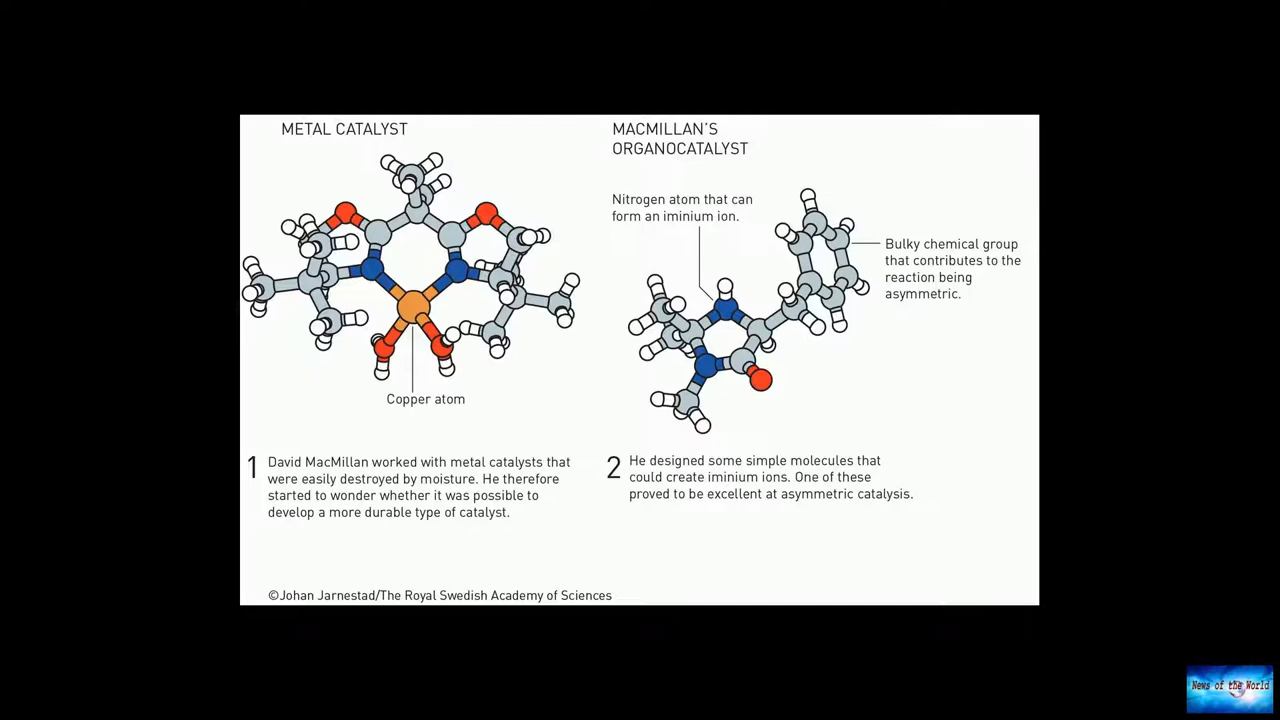 METAL CATALYST
Copper atom
1 David MacMillan worked with metal catalysts that
were easily destroyed by moisture. He therefore
started to wonder whether it was possible to
develop a more durable type of catalyst.
MACMILLAN'S
ORGANOCATALYST
Nitrogen atom that can
form an iminium ion.
Bulky chemical group
that contributes to the
reaction being
asymmetric.
2 He designed some simple molecules that
could create iminium ions. One of these
proved to be excellent at asymmetric catalysis.
©Johan Jarnestad/The Royal Swedish Academy of Sciences
News of the World